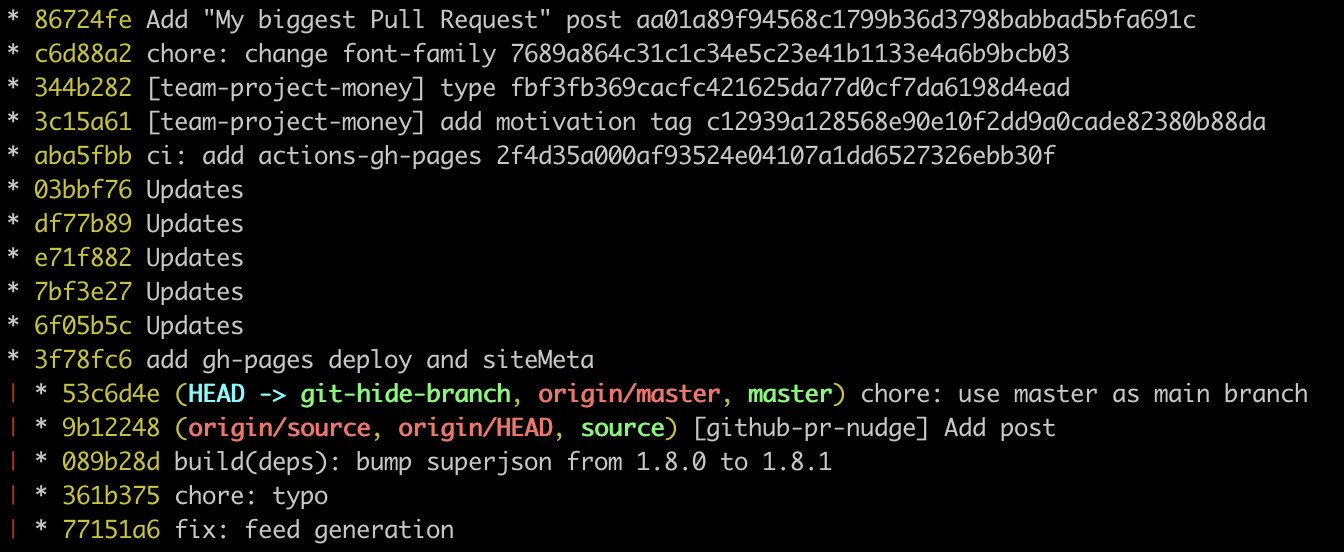 * 86724fe Add "My biggest Pull Request" post aa01a89f94568c1799b36d3798babbad5bfa691c
* c6d88a2 chore: change font-family 7689a864c31c1c34e5c23e41b1133e4a6b9bcb03
* 344b282 [team-project-money] type fbf3fb369cacfc421625da77d0cf7da6198d4ead
* 3c15a61 [team-project-money] add motivation tag c12939a128568e90e10f2dd9a0cade82380b88da
* aba5fbb ci: add actions-gh-pages 2f4d35a000af93524e04107a1dd6527326ebb30f
* 03bbf76 Updates
* df77b89 Updates
* e71f882 Updates
* 7bf3e27 Updates
* 6f05b5c Updates
* 3f78fc6 add gh-pages deploy and siteMeta
| * 53c6d4e (HEAD -> git-hide-branch, origin/master, master) chore: use master as main branch
| * 9b12248 (origin/source, origin/HEAD, source) [github-pr-nudge] Add post
| * 089b28d build(deps): bump superjson from 1.8.0 to 1.8.1
| * 361b375 chore: typo
| * 77151a6 fix: feed generation